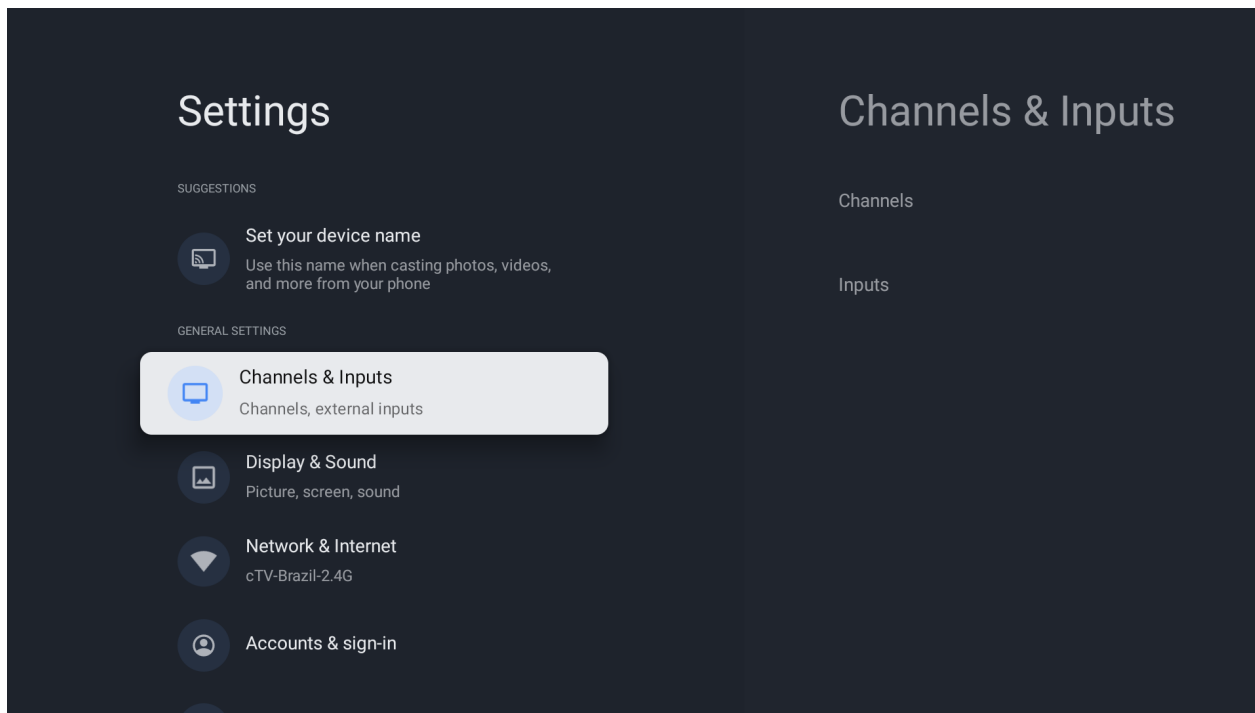 Settings
SUGGESTIONS
Set your device name
Use this name when casting photos, videos,
and more from your phone
GENERAL SETTINGS
Channels & Inputs
Channels, external inputs
Display & Sound
Picture, screen, sound
Network & Internet
cTV-Brazil-2.4G
Accounts & sign-in
Channels & Inputs
Channels
Inputs